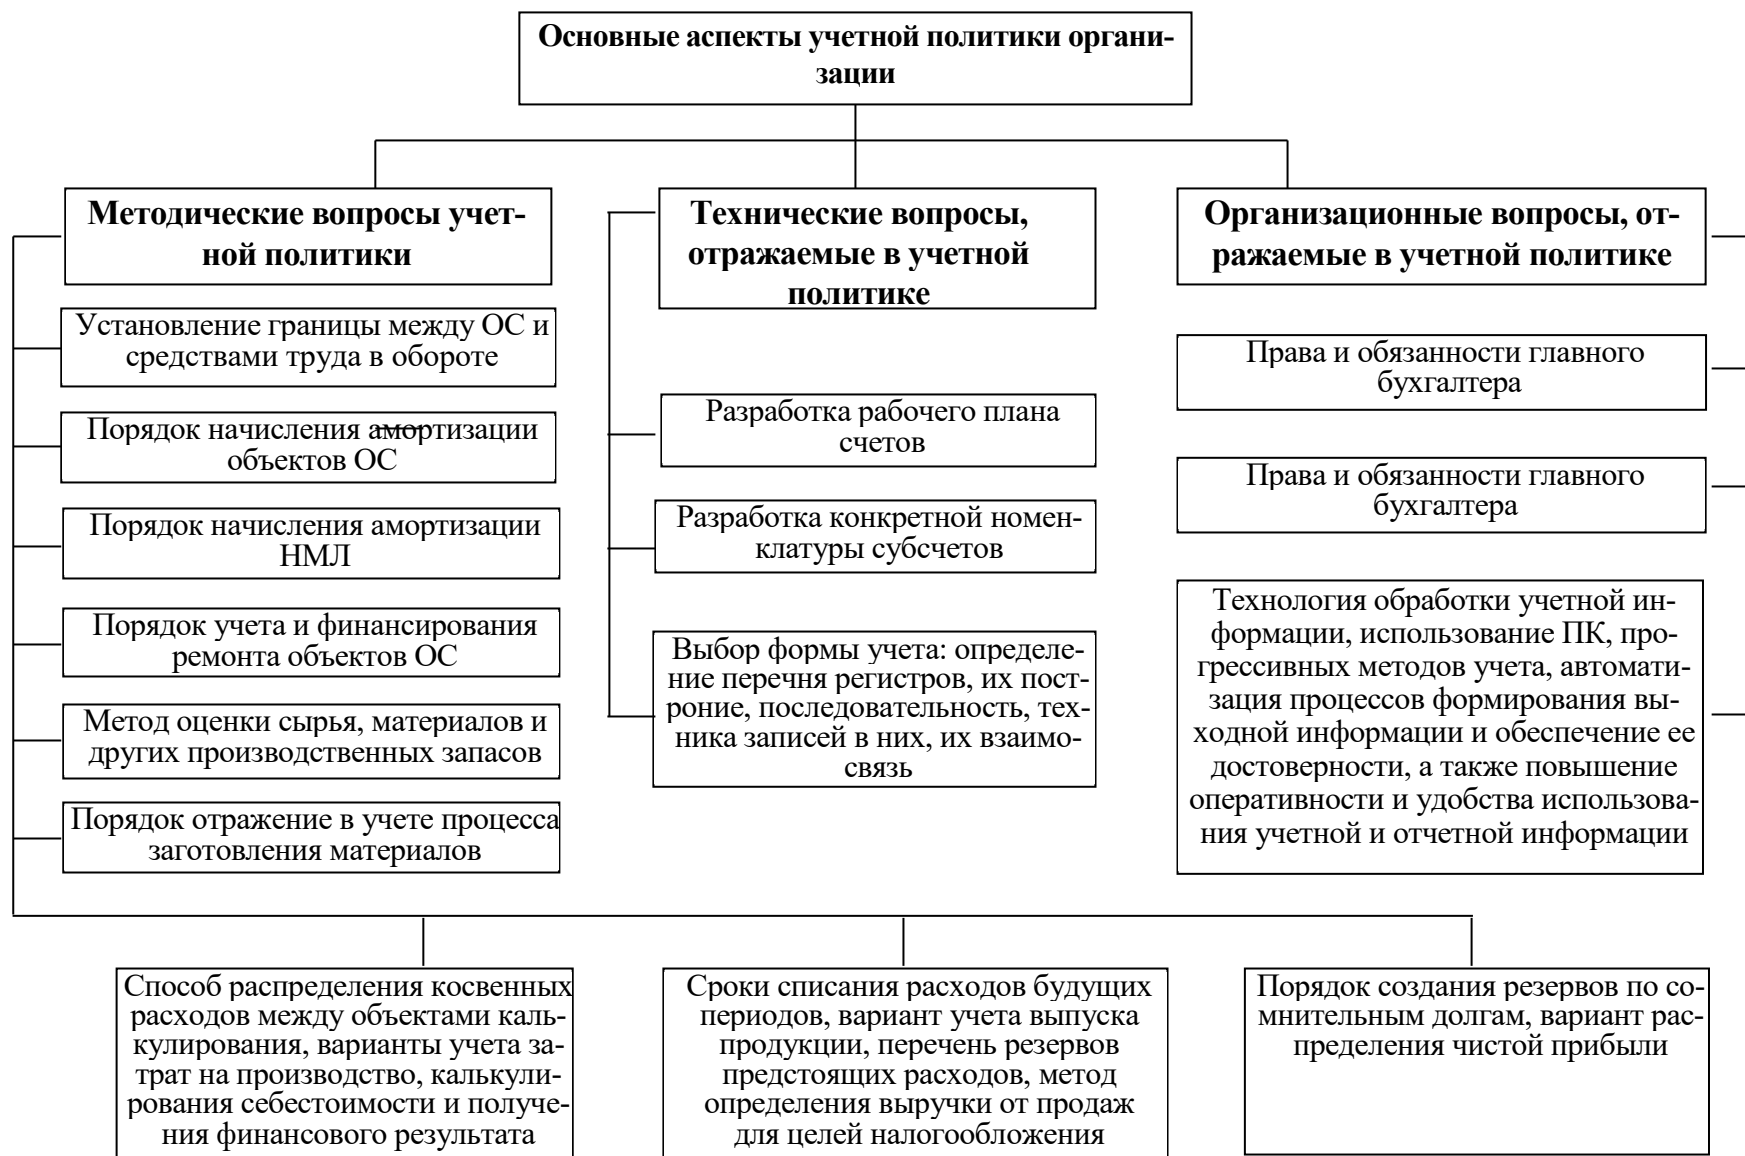 Основные аспекты учетной политики органи-
зации
Методические вопросы учет-
ной политики
Установление границы между ОС и
средствами труда в обороте
Порядок начисления амортизации
объектов ОС
Порядок начисления амортизации
НМЛ
Порядок учета и финансирования
ремонта объектов ОС
Метод оценки сырья, материалов и
других производственных запасов
Порядок отражение в учете процесса
заготовления материалов
Технические вопросы,
отражаемые в учетной
политике
Разработка рабочего плана
счетов
Разработка конкретной номен-
клатуры субсчетов
Выбор формы учета: определе-
ние перечня регистров, их пост-
роние, последовательность, тех-
ника записей в них, их взаимо-
связь
Организационные вопросы, от-
ражаемые в учетной политике
Права и обязанности главного
бухгалтера
Права и обязанности главного
бухгалтера
Технология обработки учетной ин-
формации, использование ПК, про-
грессивных методов учета, автомати-
зация процессов формирования вы-
ходной информации и обеспечение ее
достоверности, а также повышение
оперативности и удобства использова-
ния учетной и отчетной информации
Способ распределения косвенных
расходов между объектами каль-
кулирования, варианты учета за-
трат на производство, калькули-
рования себестоимости и получе-
ния финансового результата
Сроки списания расходов будущих
периодов, вариант учета выпуска
продукции, перечень резервов
предстоящих расходов, метод
определения выручки от продаж
для целей налогообложения
Порядок создания резервов по со-
мнительным долгам, вариант рас-
пределения чистой прибыли